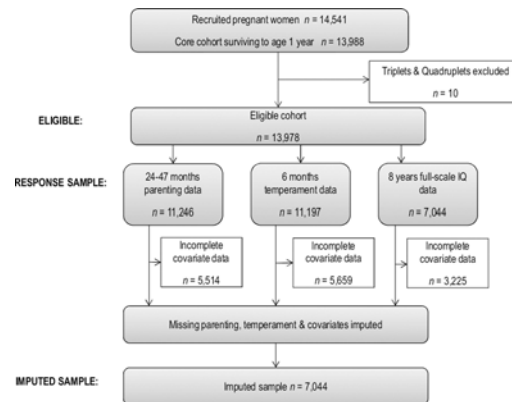 Recruited pregnant women n = 14,541
Core cohort surviving to age 1 year n = 13,988
Triplets & Quadruplets excluded
n = 10
ELIGIBLE:
Eligible cohort
n = 13,978
RESPONSE SAMPLE:
24-47 months
parenting data
n = 11,246
6 months
temperament data
n = 11,197
8 years full-scale IQ
data
n = 7,044
Incomplete
covariate data
n = 5,514
Incomplete
covariate data
n = 5,659
Incomplete
covariate data
n = 3,225
Missing parenting, temperament & covariates imputed
IMPUTED SAMPLE:
Imputed sample n = 7,044